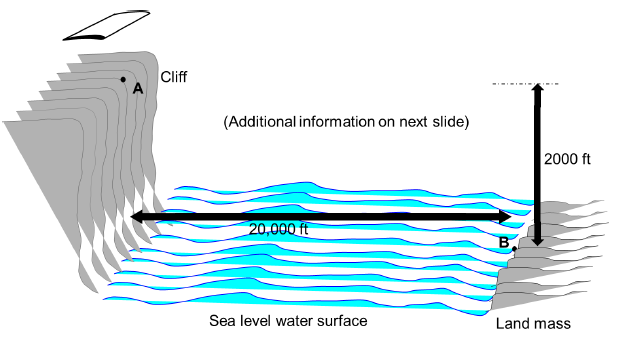 Cliff
A
(Additional information on next slide)
2000 ft
20,000 ft
B
Sea level water surface
Land mass